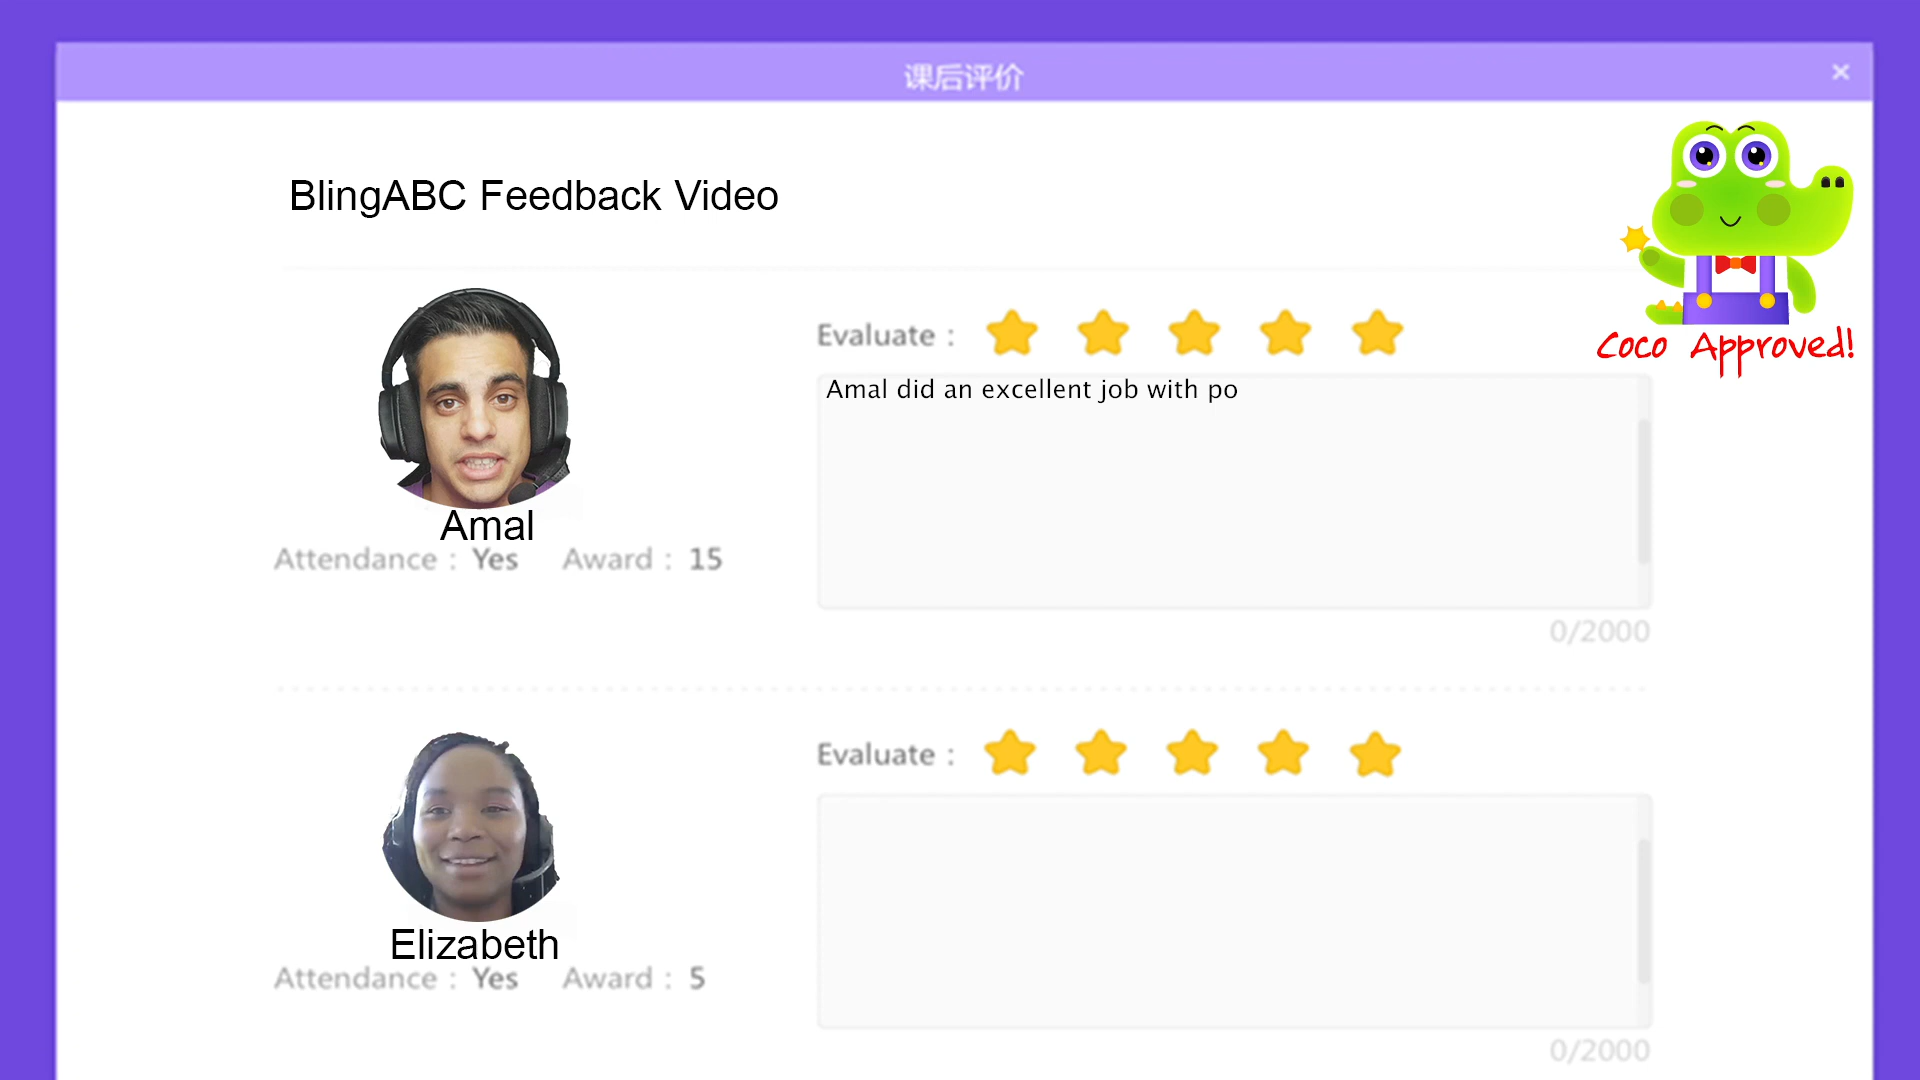 课后评价
BlingABC Feedback Video
Coco Approved!
Evaluate :
Amal did an excellent job with po
Amal
Attendance : Yes Award : 15
0/2000
Evaluate :
Elizabeth
Attendance : Yes Award : 5
0/2000